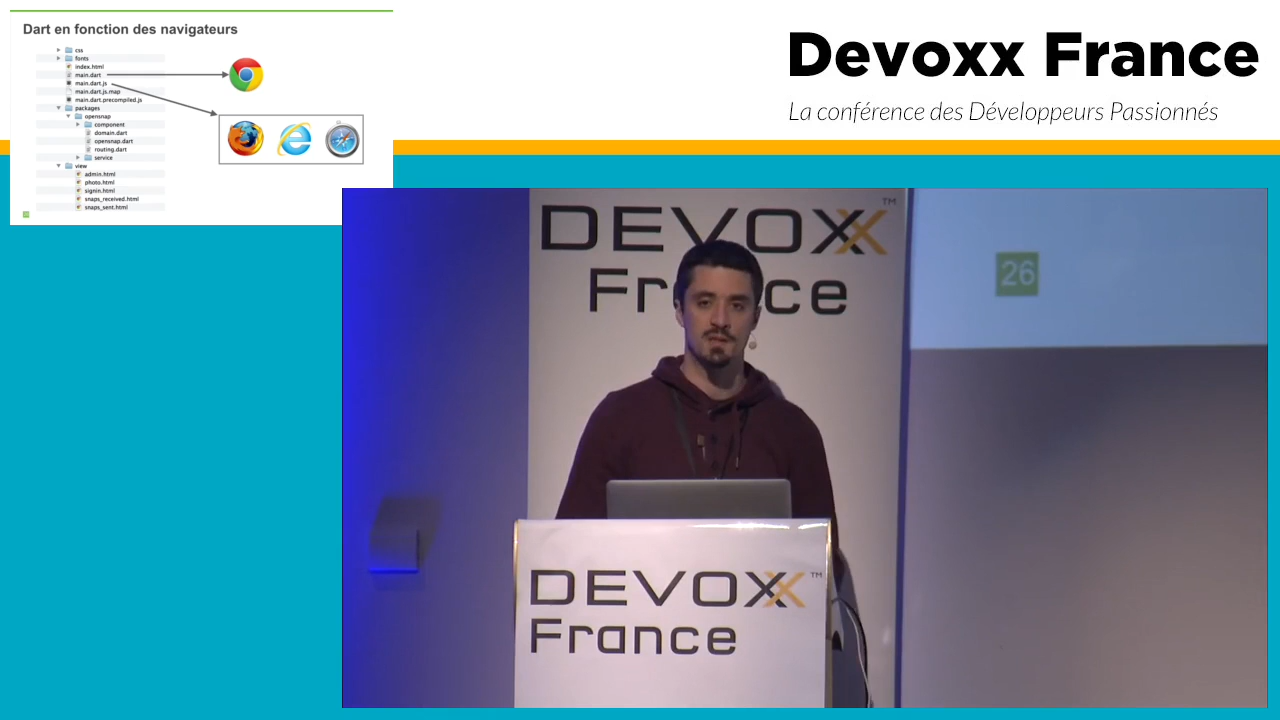 Dart en fonction des navigateurs
css
fonts
index.html
main.dart
main.dart.js
main.dart.js.map
main.dart.precompiled.js
packages
opensnap
component
domain.dart
opensnap.dart
routing.dart
service
view
admin.html
photo.html
signin.html
snaps_received.html
snaps_sent.html
Devoxx France
La conférence des Développeurs Passionnés
DEVOXX™
France
26
DEVOXX™
France